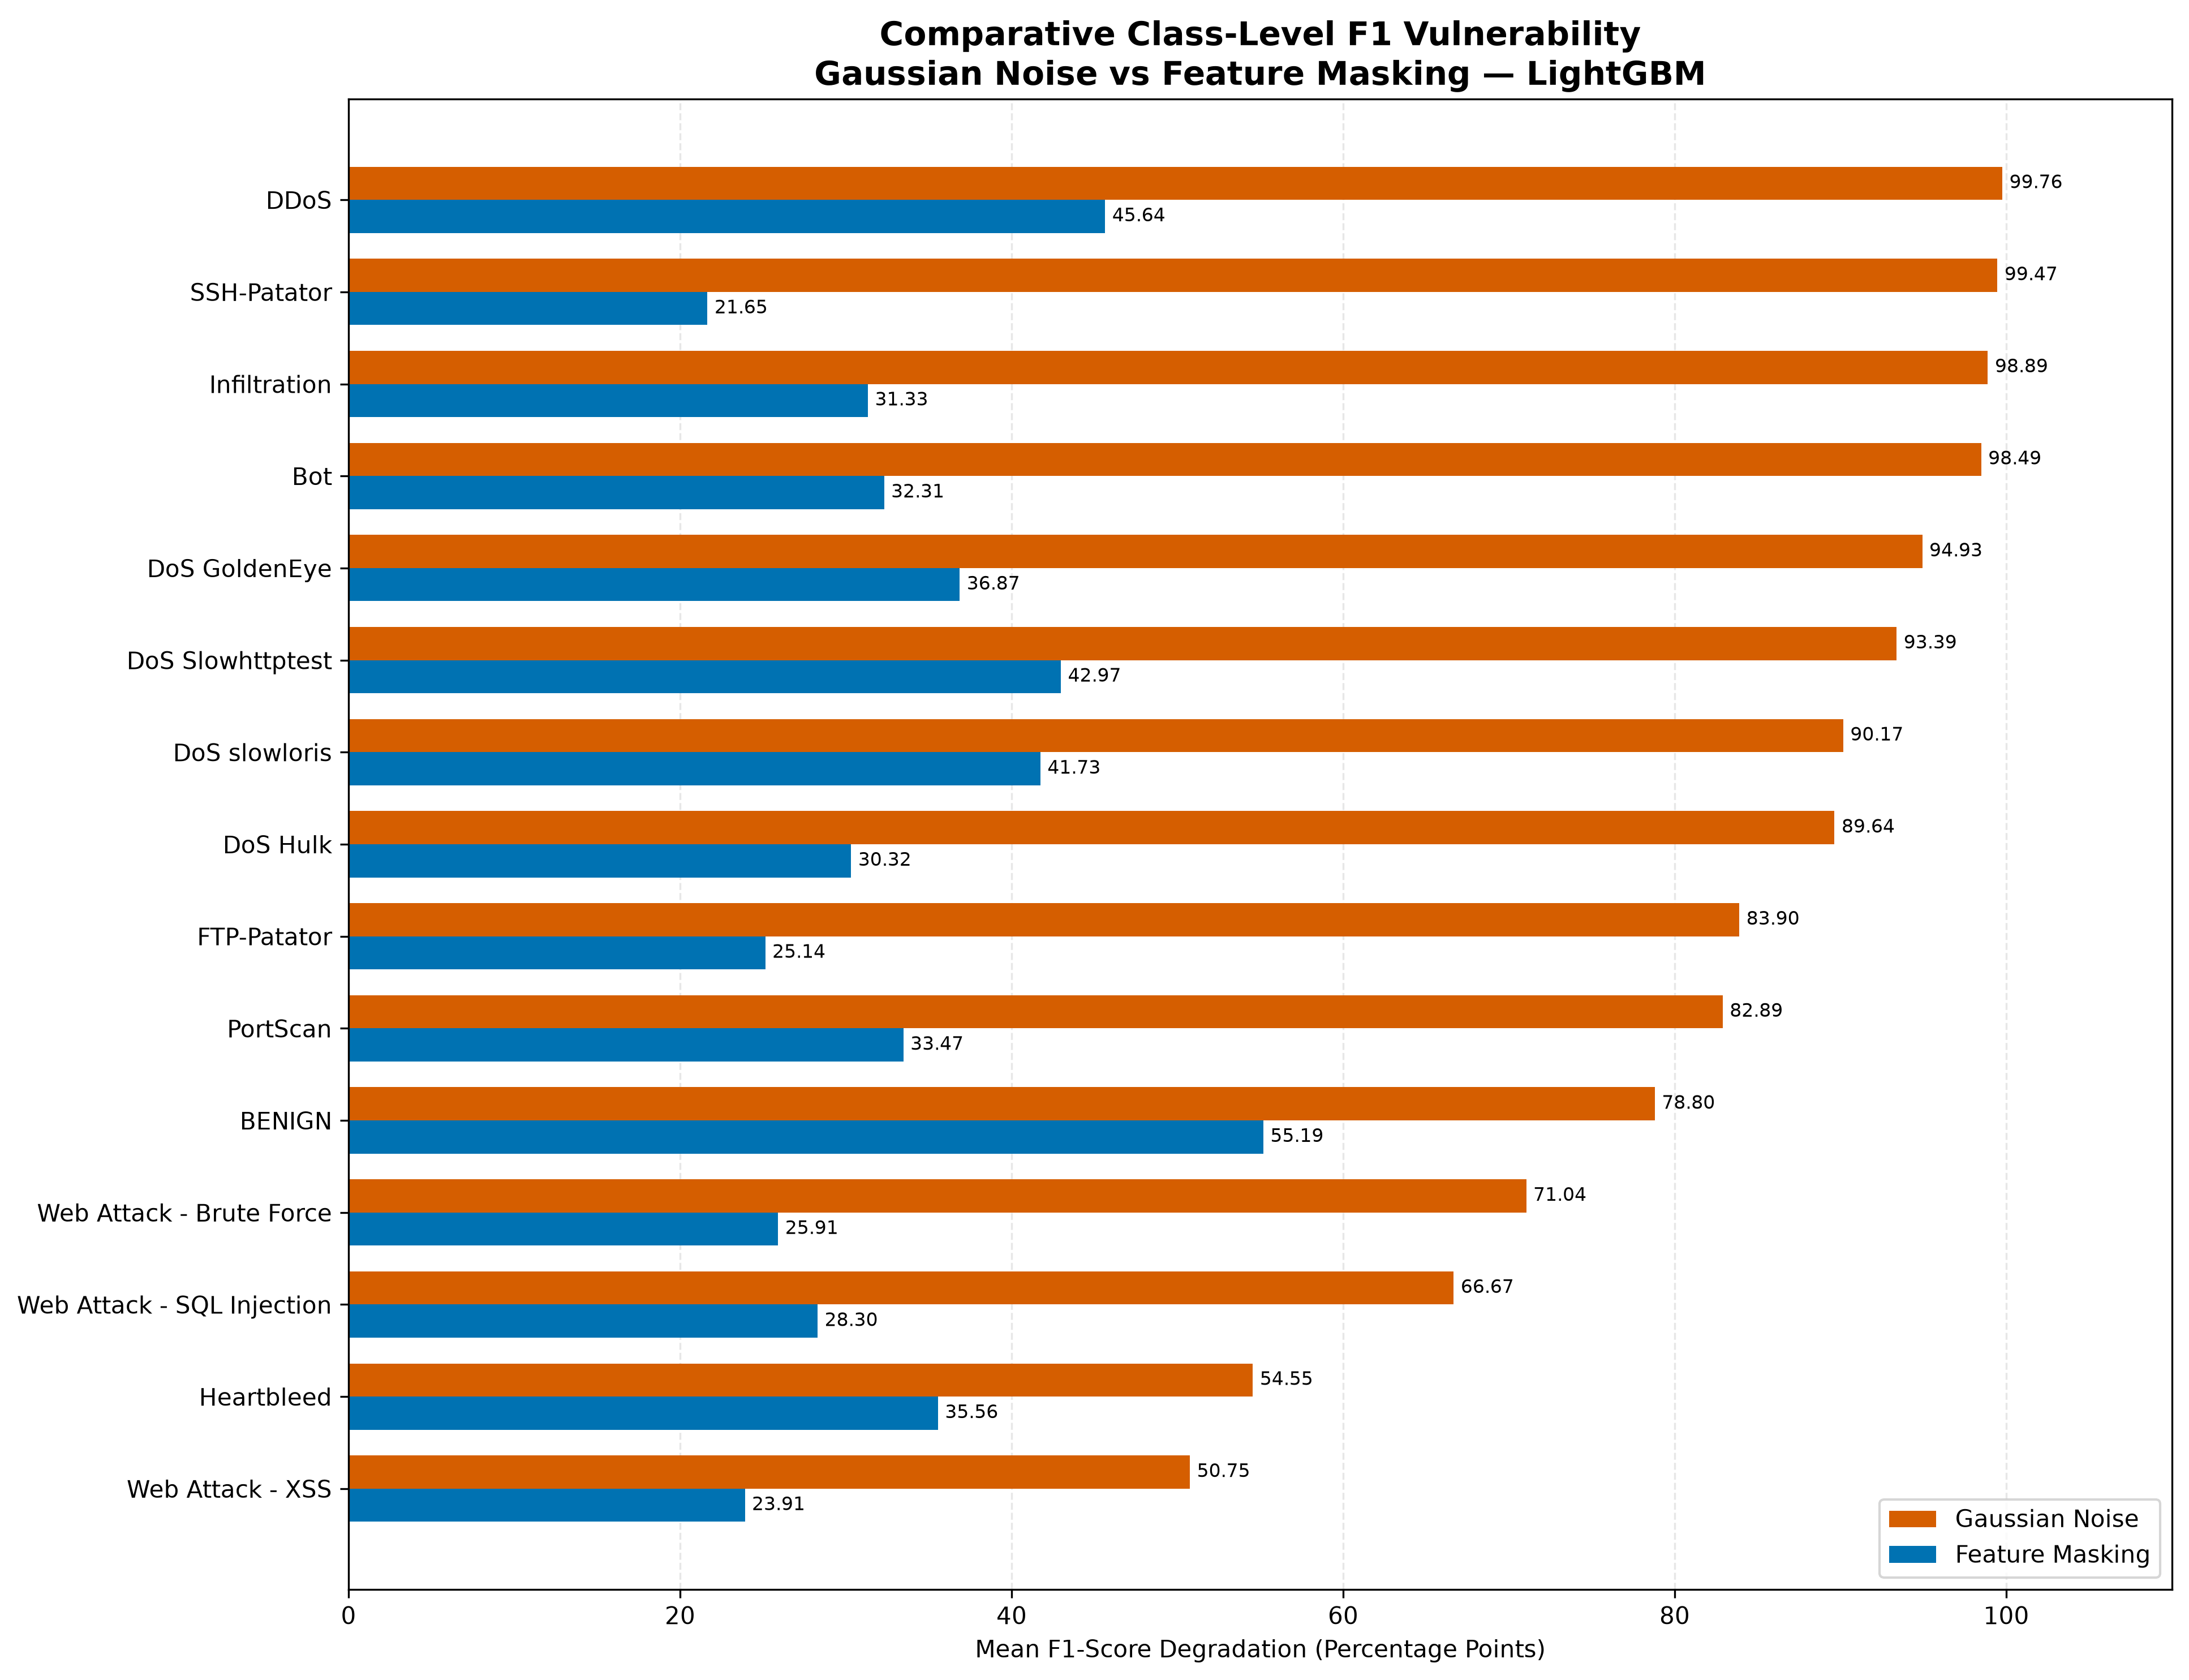 Comparative Class-Level F1 Vulnerability
Gaussian Noise vs Feature Masking — LightGBM
DDoS
99.76
45.64
SSH-Patator
99.47
21.65
Infiltration
98.89
31.33
Bot
98.49
32.31
DoS GoldenEye
94.93
36.87
DoS Slowhttptest
93.39
42.97
DoS slowloris
90.17
41.73
DoS Hulk
89.64
30.32
FTP-Patator
83.90
25.14
PortScan
82.89
33.47
BENIGN
78.80
55.19
Web Attack - Brute Force
71.04
25.91
Web Attack - SQL Injection
66.67
28.30
Heartbleed
54.55
35.56
Web Attack - XSS
50.75
23.91
Gaussian Noise
Feature Masking
0 20 40 60 80 100
Mean F1-Score Degradation (Percentage Points)